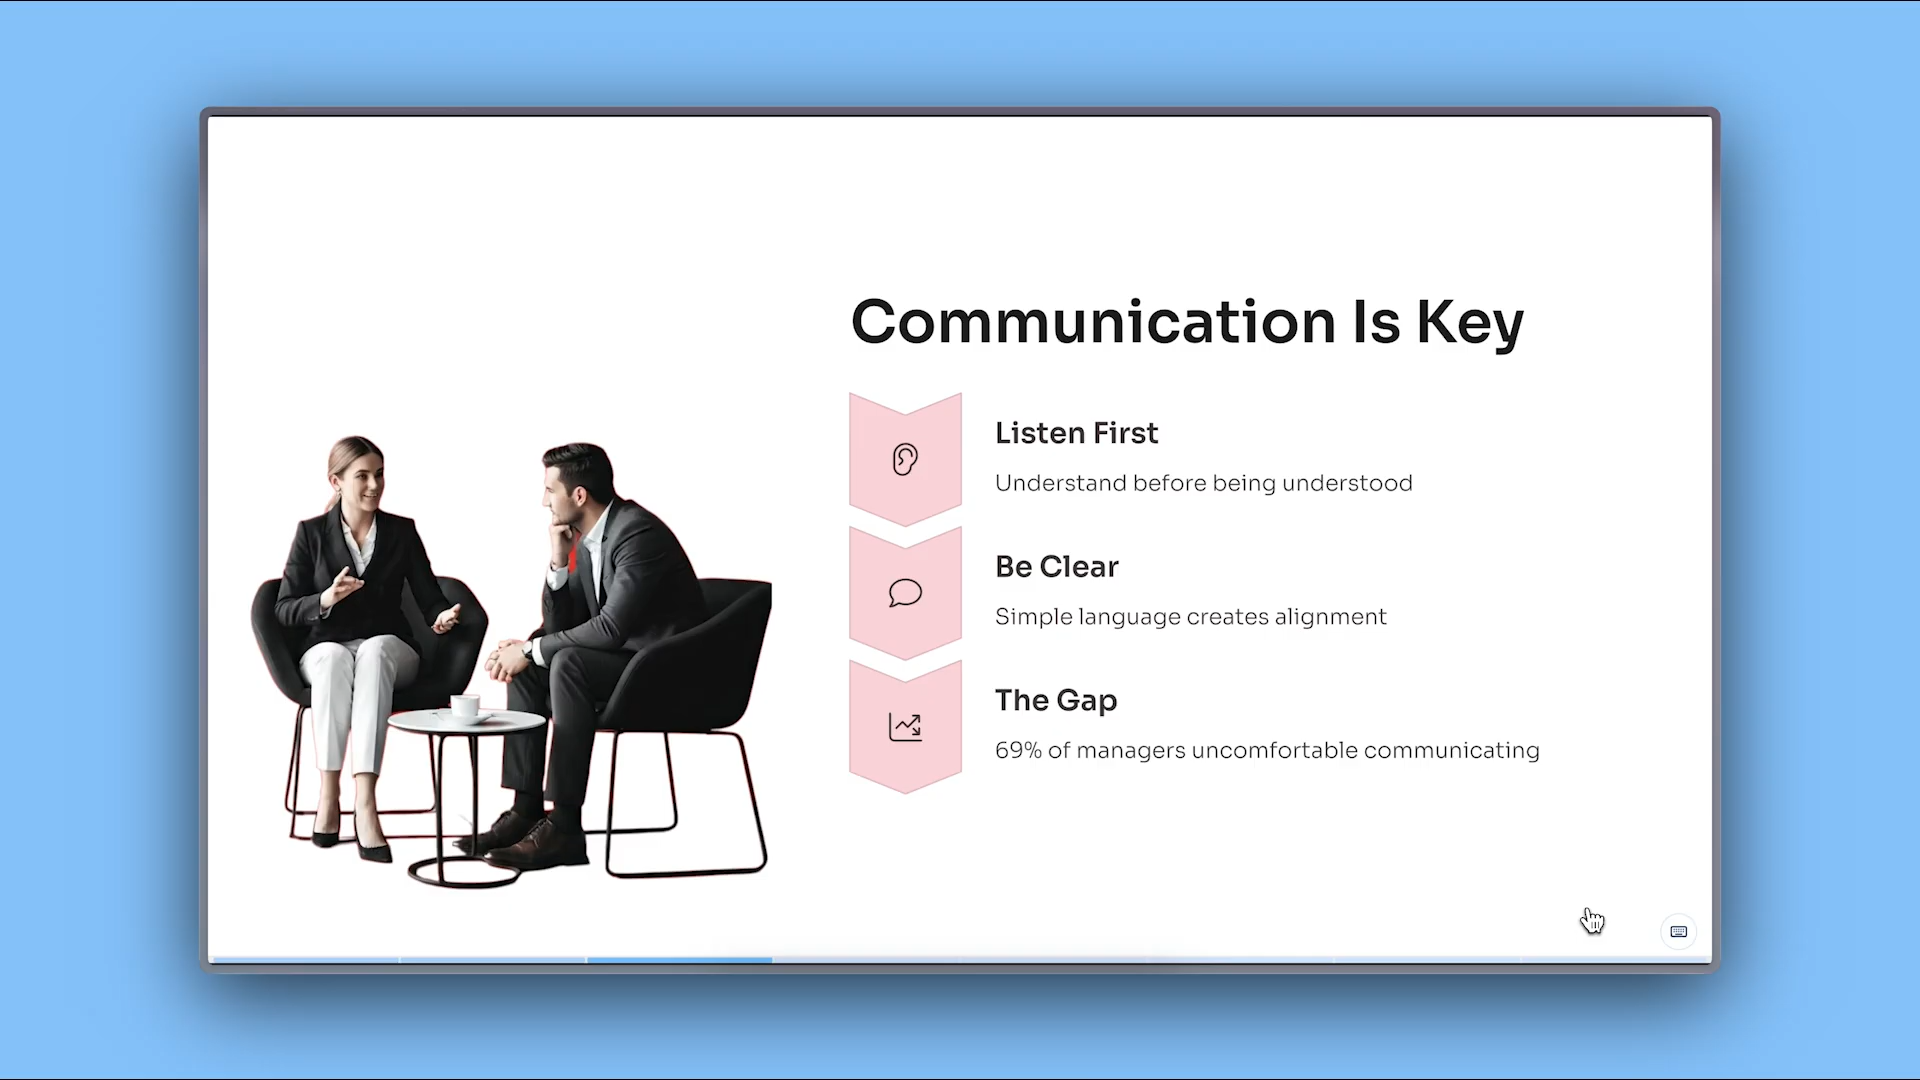 Communication Is Key
Listen First
Understand before being understood
Be Clear
Simple language creates alignment
The Gap
69% of managers uncomfortable communicating